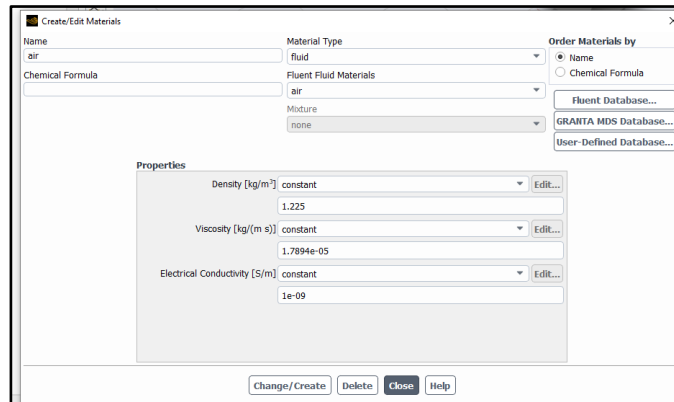 Create/Edit Materials
Name
air
Material Type
fluid
Order Materials by
Name
Chemical Formula
Chemical Formula
Fluent Fluid Materials
air
Mixture
none
Fluent Database...
GRANTA MDS Database...
User-Defined Database...
Properties
Density [kg/m³] constant Edit...
1.225
Viscosity [kg/(m s)] constant Edit...
1.7894e-05
Electrical Conductivity [S/m] constant Edit...
1e-09
Change/Create Delete Close Help